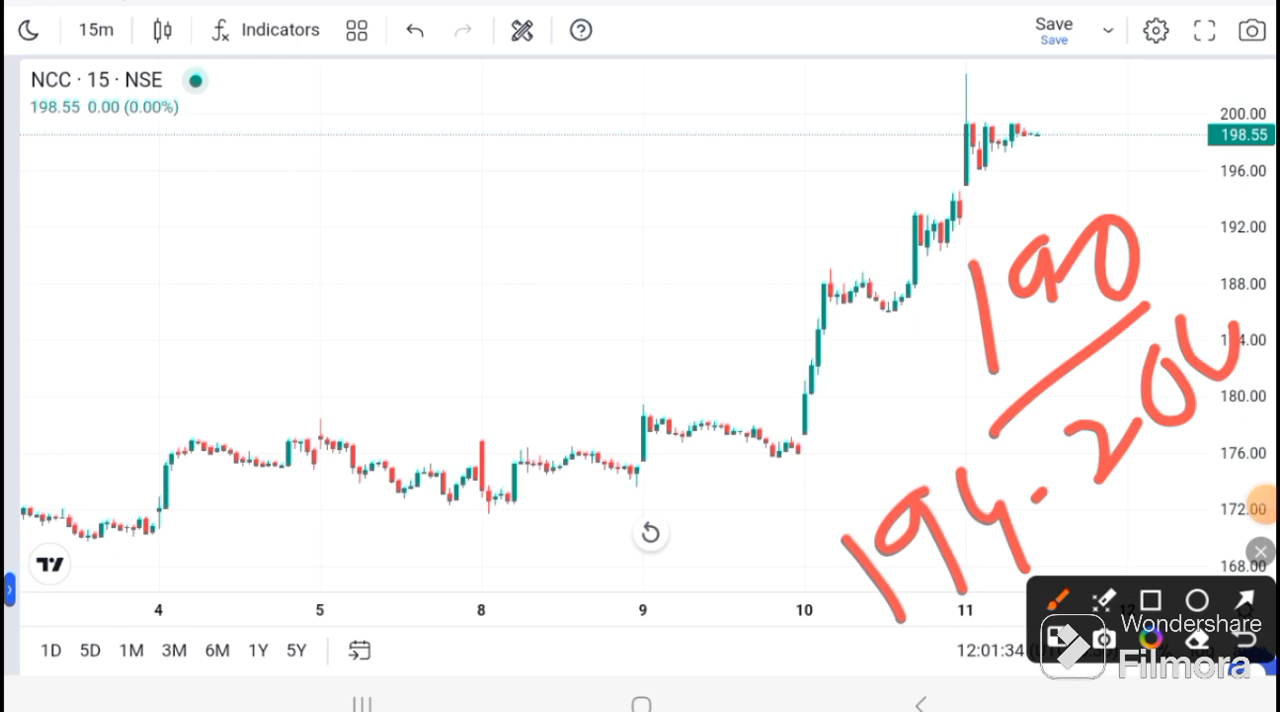 15m
Indicators
Save
Save
NCC · 15 · NSE
198.55 0.00 (0.00%)
200.00
198.55
196.00
192.00
188.00
180.00
176.00
172.00
168.00
190
194.200
4 5 8 9 10 11
1D 5D 1M 3M 6M 1Y 5Y
12:01:34
Wondershare
Filmora